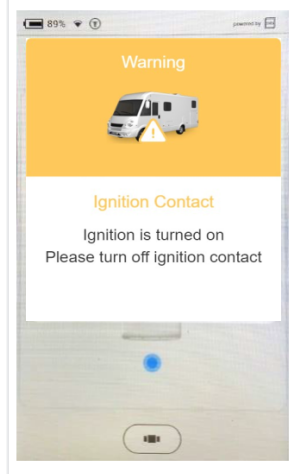 89%
powered by
Warning
Ignition Contact
Ignition is turned on
Please turn off ignition contact